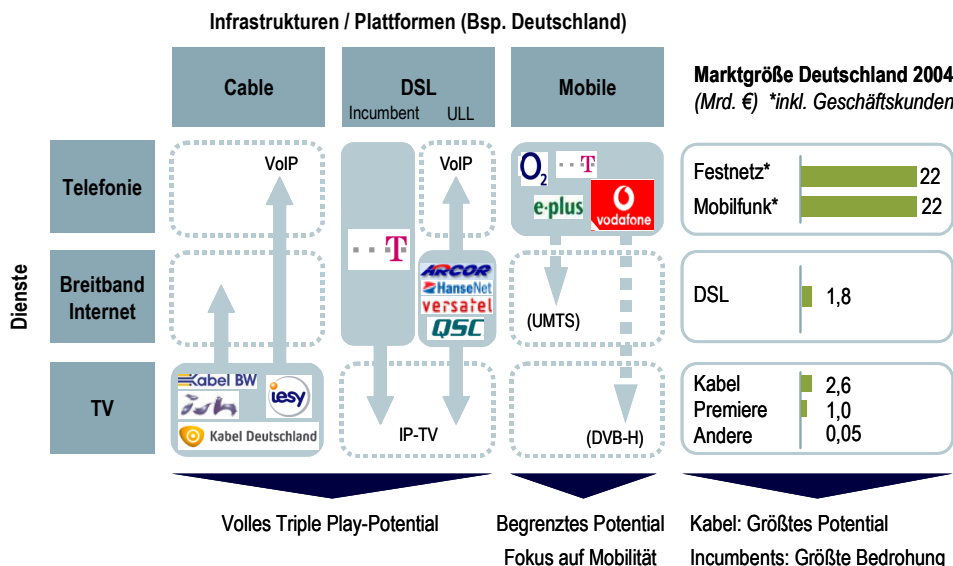 Infrastrukturen / Plattformen (Bsp. Deutschland)
Cable
DSL
Incumbent ULL
Mobile
Marktgröße Deutschland 2004
(Mrd. €) *inkl. Geschäftskunden
Dienste
Telefonie
VoIP
VoIP
O2
T
e·plus
vodafone
Festnetz* 22
Mobilfunk* 22
T
Breitband
Internet
ARCOR
HanseNet
versatel
QSC
(UMTS)
DSL 1,8
TV
Kabel BW
iesy
ish
Kabel Deutschland
IP-TV
(DVB-H)
Kabel 2,6
Premiere 1,0
Andere 0,05
Volles Triple Play-Potential
Begrenztes Potential
Fokus auf Mobilität
Kabel: Größtes Potential
Incumbents: Größte Bedrohung